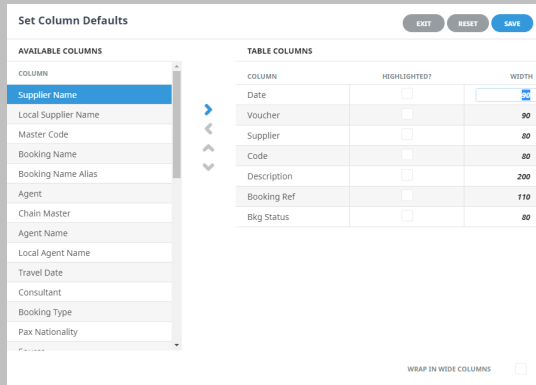 Set Column Defaults
EXIT RESET SAVE
AVAILABLE COLUMNS
COLUMN
Supplier Name
Local Supplier Name
Master Code
Booking Name
Booking Name Alias
Agent
Chain Master
Agent Name
Local Agent Name
Travel Date
Consultant
Booking Type
Pax Nationality
TABLE COLUMNS
COLUMN HIGHLIGHTED? WIDTH
Date 90
Voucher 90
Supplier 80
Code 80
Description 200
Booking Ref 110
Bkg Status 80
WRAP IN WIDE COLUMNS